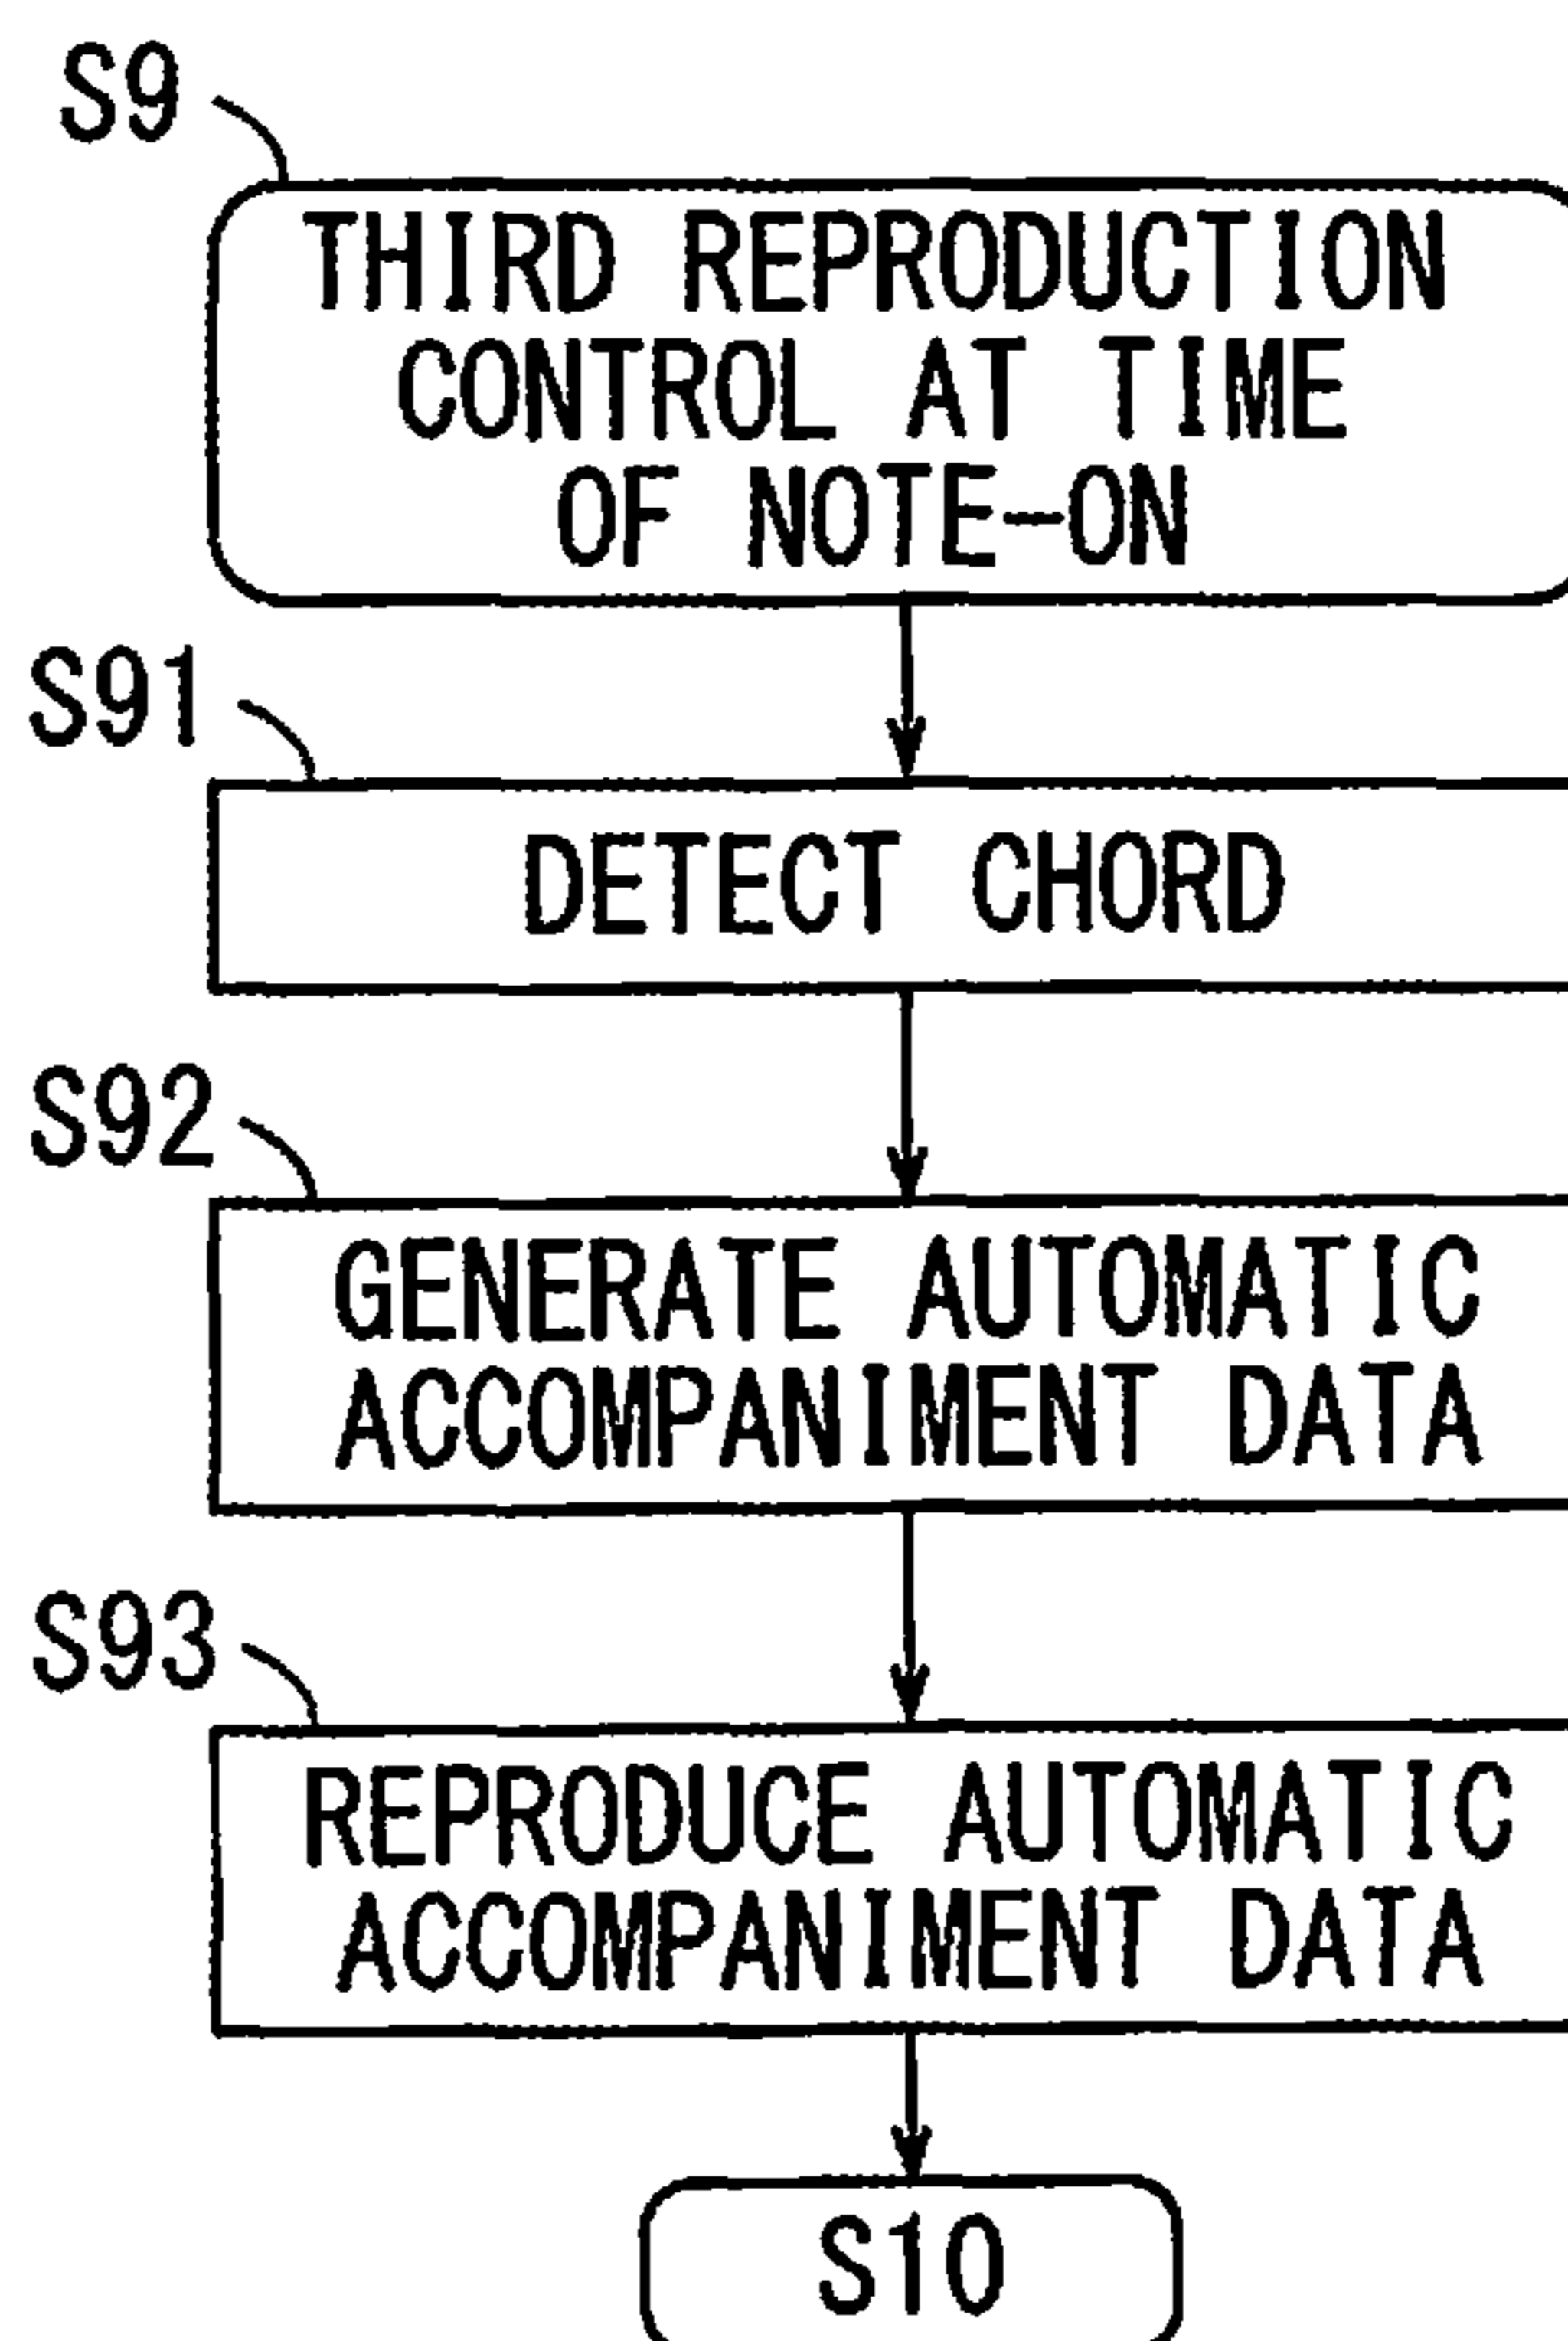 S9
THIRD REPRODUCTION
CONTROL AT TIME
OF NOTE-ON
S91
DETECT CHORD
S92
GENERATE AUTOMATIC
ACCOMPANIMENT DATA
S93
REPRODUCE AUTOMATIC
ACCOMPANIMENT DATA
S10